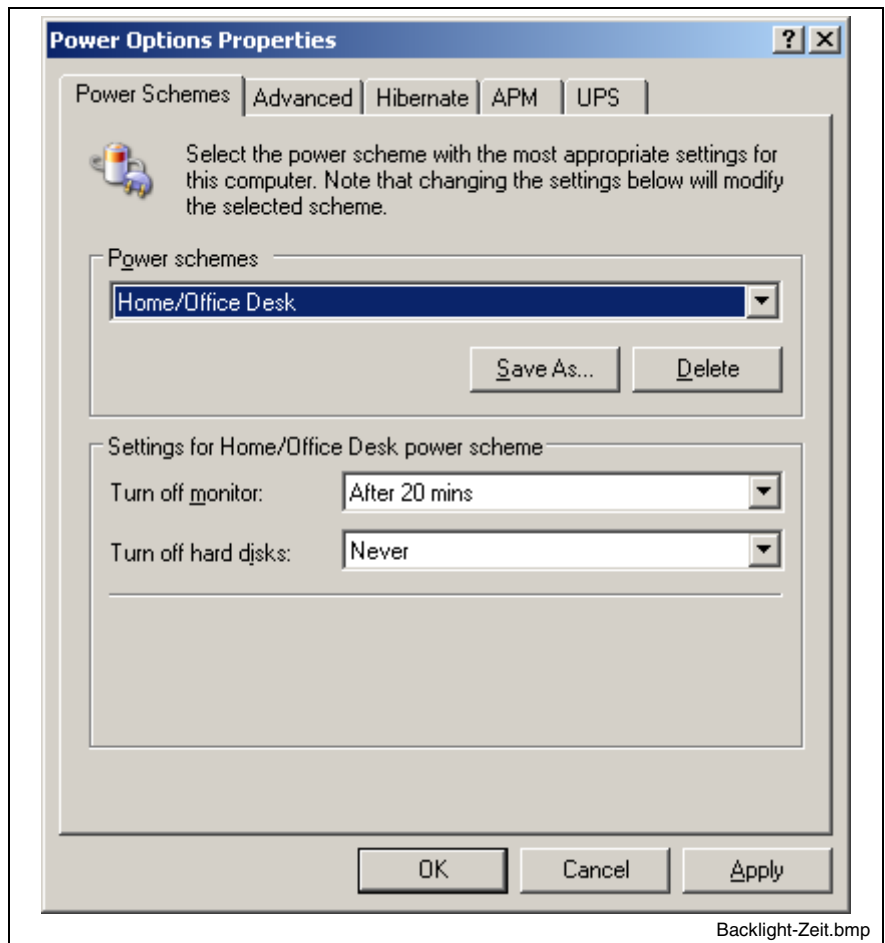 Power Options Properties
Power Schemes Advanced Hibernate APM UPS
Select the power scheme with the most appropriate settings for
this computer. Note that changing the settings below will modify
the selected scheme.
Power schemes
Home/Office Desk
Save As... Delete
Settings for Home/Office Desk power scheme
Turn off monitor: After 20 mins
Turn off hard disks: Never
OK Cancel Apply
Backlight-Zeit.bmp